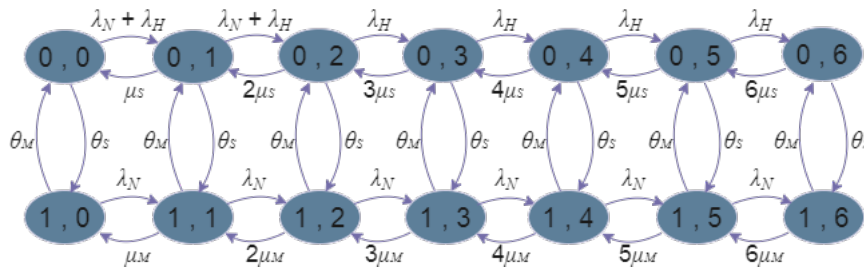 λN + λH λN + λH λH λH λH λH
0 , 0 0 , 1 0 , 2 0 , 3 0 , 4 0 , 5 0 , 6
μS 2μS 3μS 4μS 5μS 6μS
θM θS θM θS θM θS θM θS θM θS θM θS θM θS
λN λN λN λN λN λN
1 , 0 1 , 1 1 , 2 1 , 3 1 , 4 1 , 5 1 , 6
μM 2μM 3μM 4μM 5μM 6μM